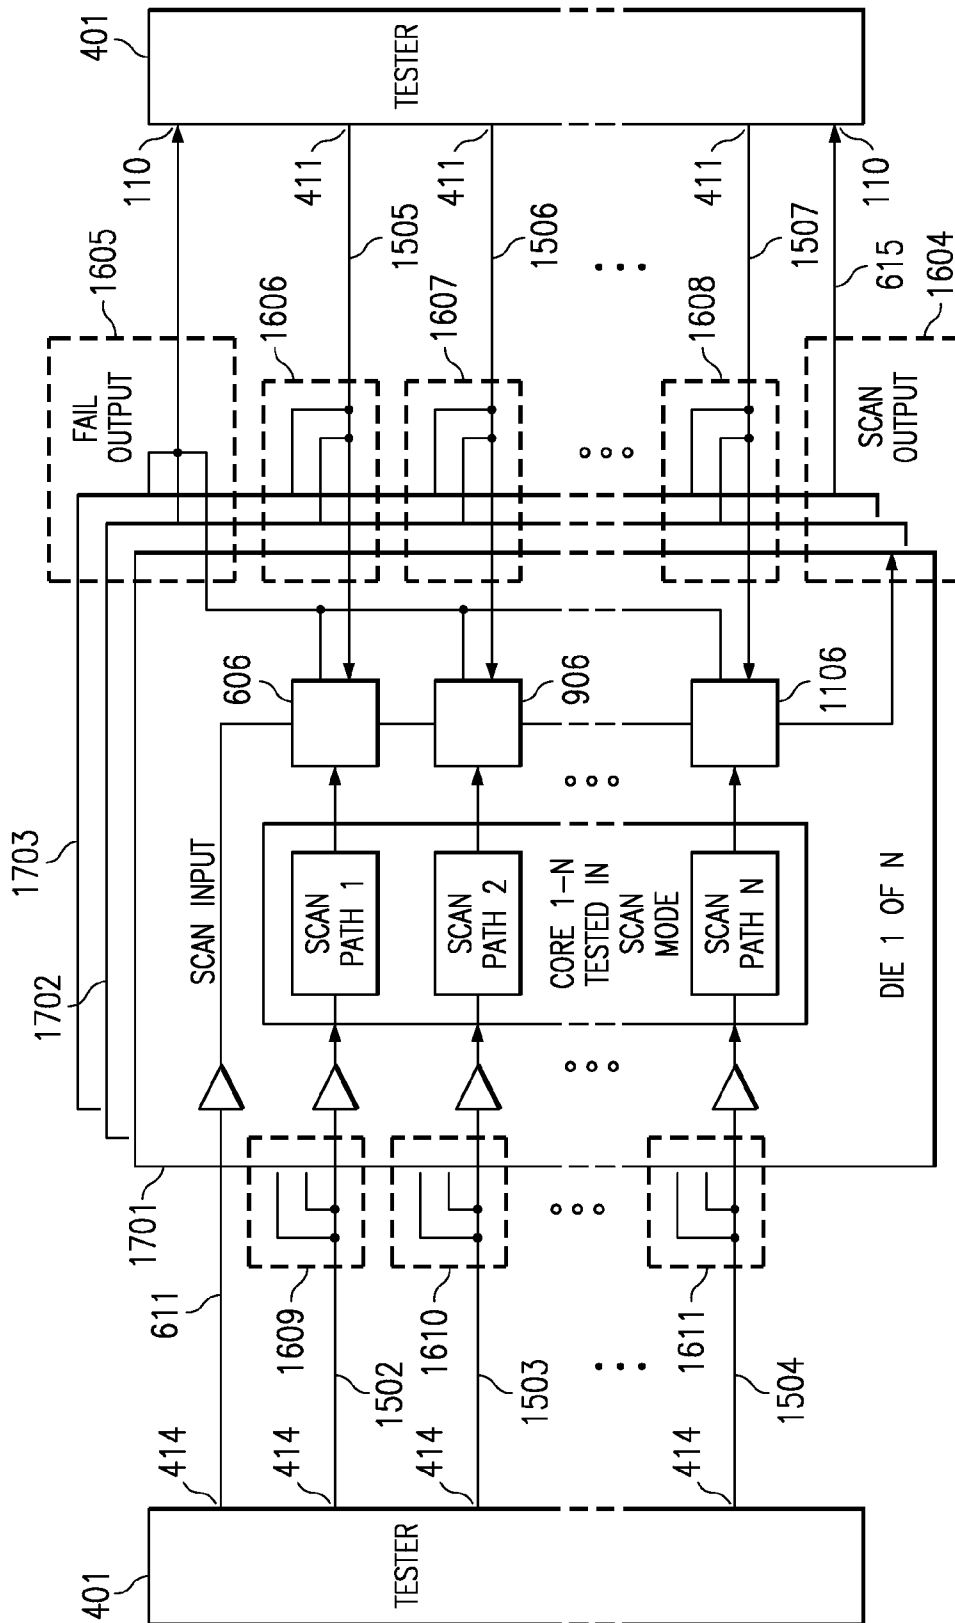 401
TESTER
414
611
414
1502
414
1503
414
1504
1609
1610
1611
1701
1702
1703
SCAN INPUT
SCAN
PATH 1
SCAN
PATH 2
CORE 1-N
TESTED IN
SCAN
MODE
SCAN
PATH N
DIE 1 OF N
606
906
1106
FAIL
OUTPUT
1605
1606
1607
1608
SCAN
OUTPUT
1604
110
411
1505
411
1506
411
1507
615
110
401
TESTER